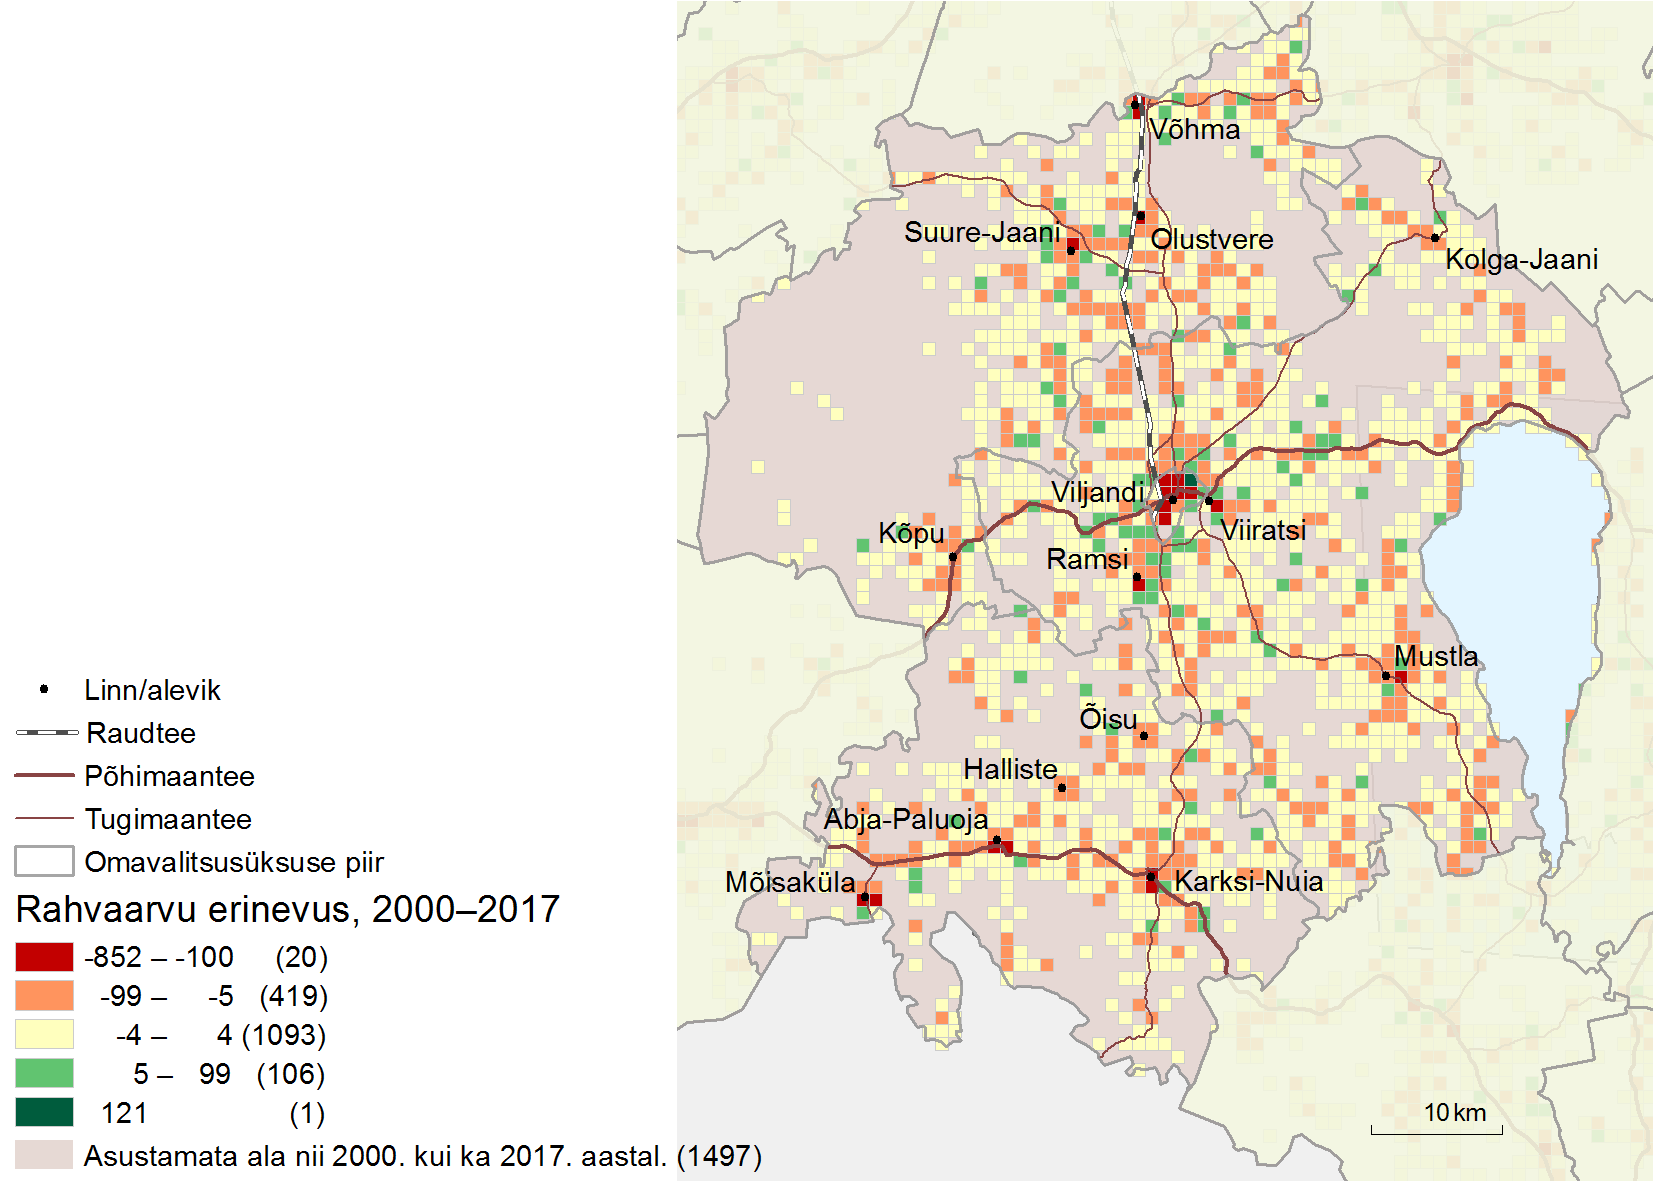 Võhma
Suure-Jaani
Olustvere
Kolga-Jaani
Viljandi
Kõpu
Viiratsi
Ramsi
Mustla
Õisu
Halliste
Abja-Paluoja
Mõisaküla
Karksi-Nuia
Linn/alevik
Raudtee
Põhimaantee
Tugimaantee
Omavalitsusüksuse piir
Rahvaarvu erinevus, 2000–2017
-852 – -100 (20)
-99 – -5 (419)
-4 – 4 (1093)
5 – 99 (106)
121 (1)
Asustamata ala nii 2000. kui ka 2017. aastal. (1497)
10 km